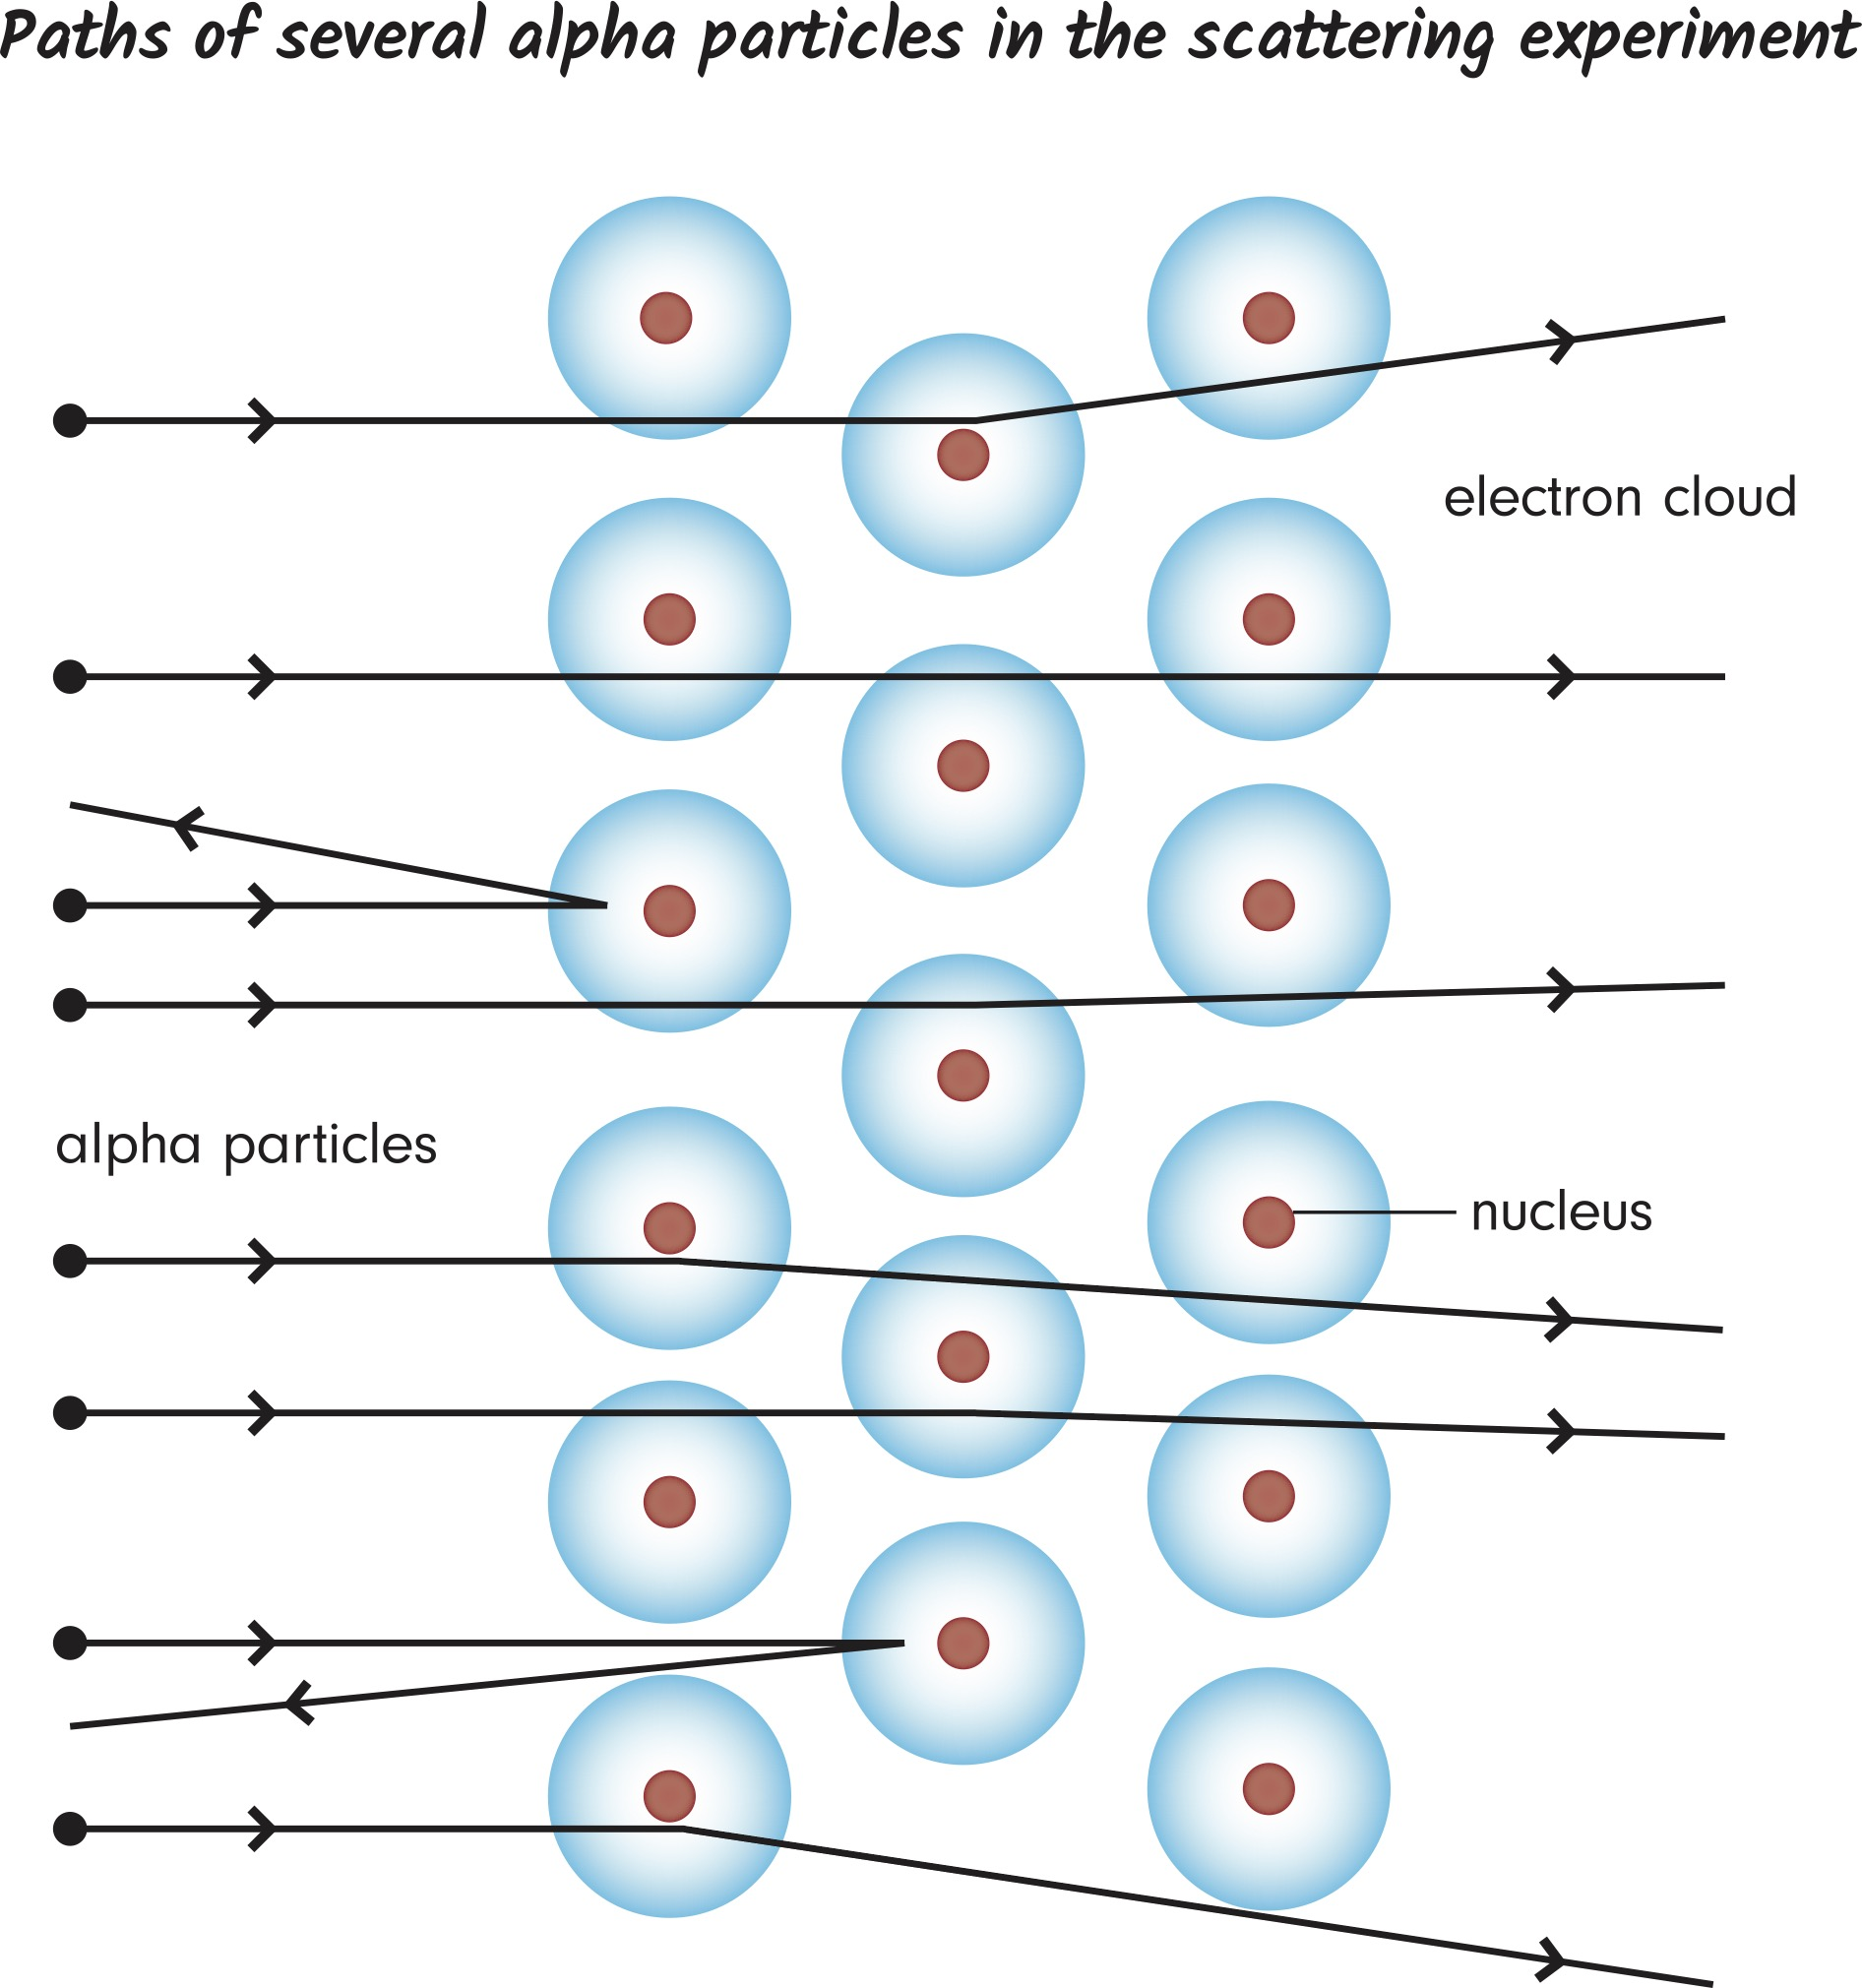 Paths of several alpha particles in the scattering experiment
electron cloud
alpha particles
nucleus